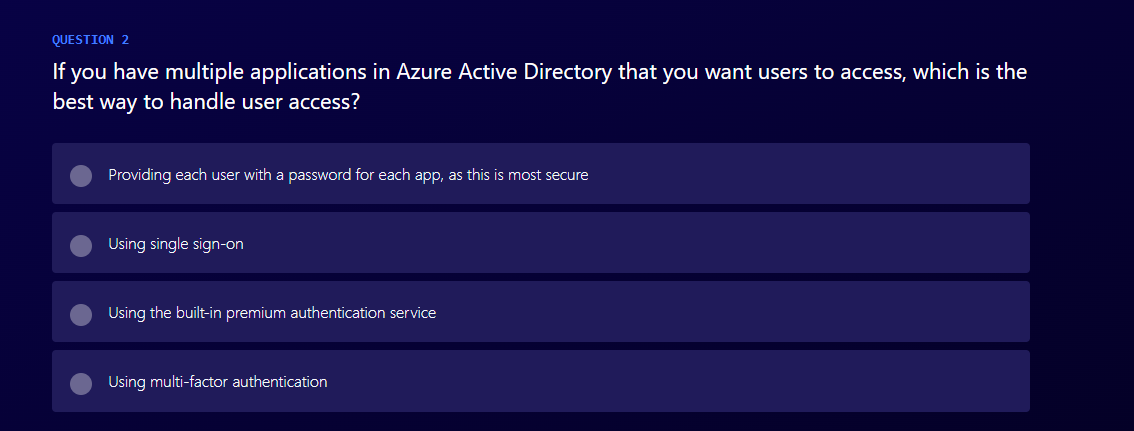 QUESTION 2
If you have multiple applications in Azure Active Directory that you want users to access, which is the
best way to handle user access?
Providing each user with a password for each app, as this is most secure
Using single sign-on
Using the built-in premium authentication service
Using multi-factor authentication